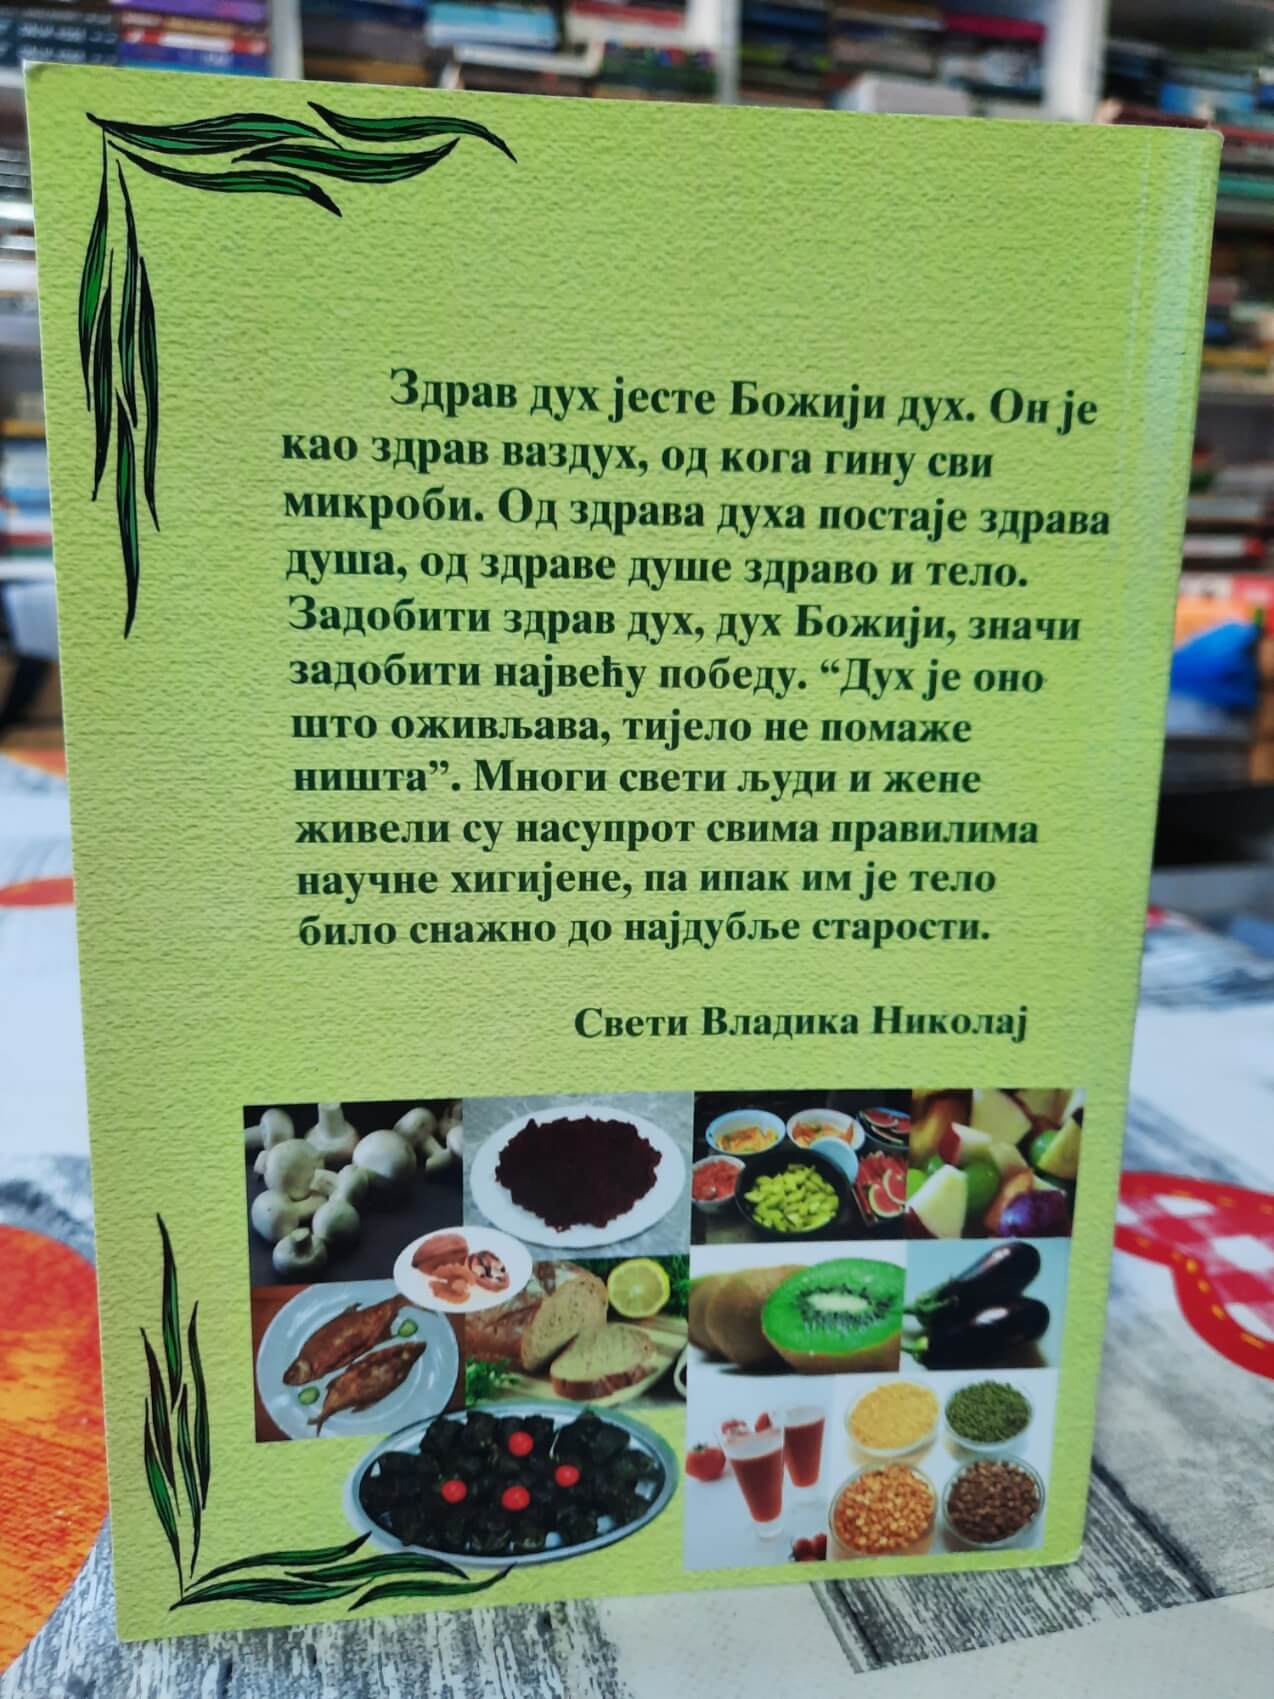 Здрав дух јесте Божији дух. Он је
као здрав ваздух, од кога гину сви
микроби. Од здрава духа постаје здрава
душа, од здраве душе здраво и тело.
Задобити здрав дух, дух Божији, значи
задобити највећу победу. “Дух је оно
што оживљава, тијело не помаже
ништа”. Многи свети људи и жене
живели су насупрот свима правилима
научне хигијене, па ипак им је тело
било снажно до најдубље старости.
Свети Владика Николај